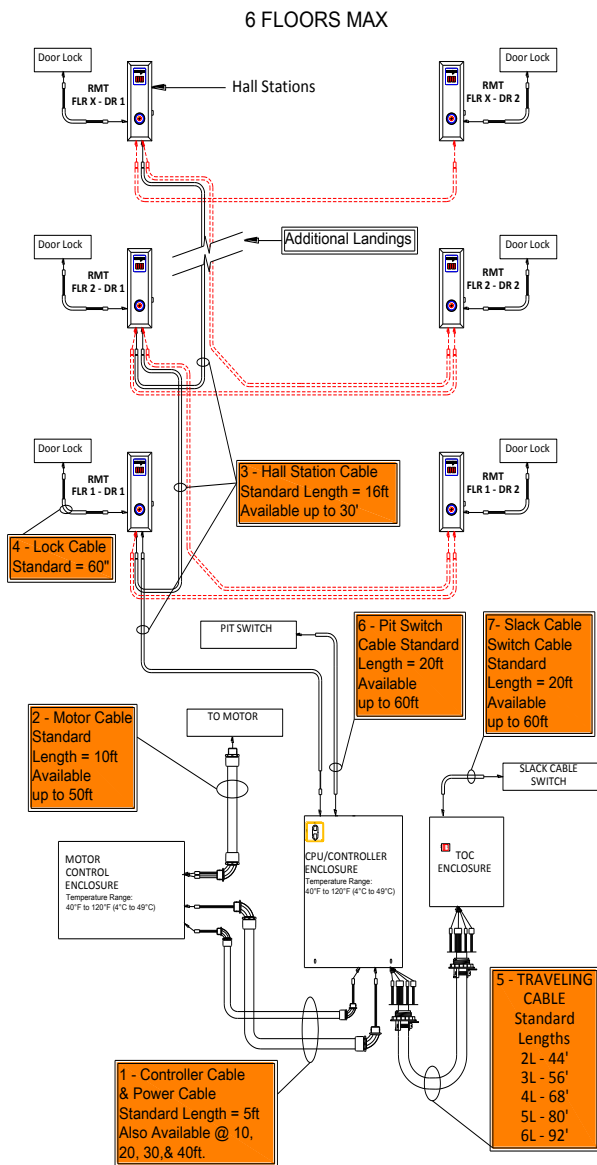 6 FLOORS MAX
Door Lock
RMT
FLR X - DR 1
Hall Stations
RMT
FLR X - DR 2
Door Lock
Additional Landings
Door Lock
RMT
FLR 2 - DR 1
RMT
FLR 2 - DR 2
Door Lock
Door Lock
RMT
FLR 1 - DR 1
3 - Hall Station Cable
Standard Length = 16ft
Available up to 30'
RMT
FLR 1 - DR 2
Door Lock
4 - Lock Cable
Standard = 60"
PIT SWITCH
6 - Pit Switch
Cable Standard
Length = 20ft
Available
up to 60ft
7- Slack Cable
Switch Cable
Standard
Length = 20ft
Available
up to 60ft
2 - Motor Cable
Standard
Length = 10ft
Available
up to 50ft
TO MOTOR
SLACK CABLE
SWITCH
MOTOR
CONTROL
ENCLOSURE
Temperature Range:
40°F to 120°F (4°C to 49°C)
CPU/CONTROLLER
ENCLOSURE
Temperature Range:
40°F to 120°F (4°C to 49°C)
TOC
ENCLOSURE
5 - TRAVELING
CABLE
Standard
Lengths
2L - 44'
3L - 56'
4L - 68'
5L - 80'
6L - 92'
1 - Controller Cable
& Power Cable
Standard Length = 5ft
Also Available @ 10,
20, 30,& 40ft.